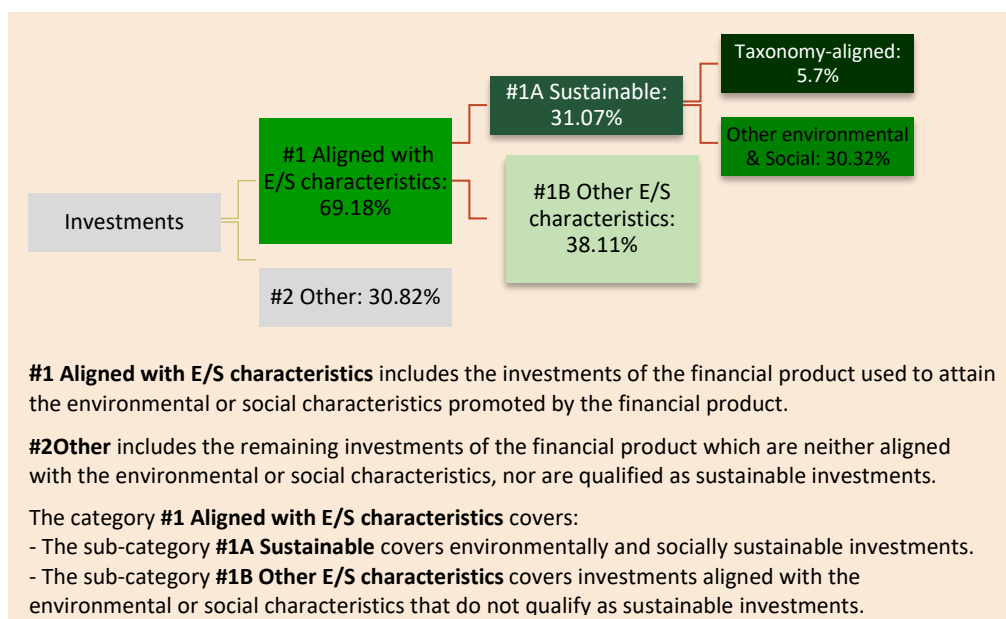 Taxonomy-aligned:
5.7%
#1A Sustainable:
31.07%
Other environmental
& Social: 30.32%
#1 Aligned with
E/S characteristics:
69.18%
#1B Other E/S
characteristics:
38.11%
Investments
#2 Other: 30.82%
#1 Aligned with E/S characteristics includes the investments of the financial product used to attain
the environmental or social characteristics promoted by the financial product.
#2Other includes the remaining investments of the financial product which are neither aligned
with the environmental or social characteristics, nor are qualified as sustainable investments.
The category #1 Aligned with E/S characteristics covers:
- The sub-category #1A Sustainable covers environmentally and socially sustainable investments.
- The sub-category #1B Other E/S characteristics covers investments aligned with the
environmental or social characteristics that do not qualify as sustainable investments.